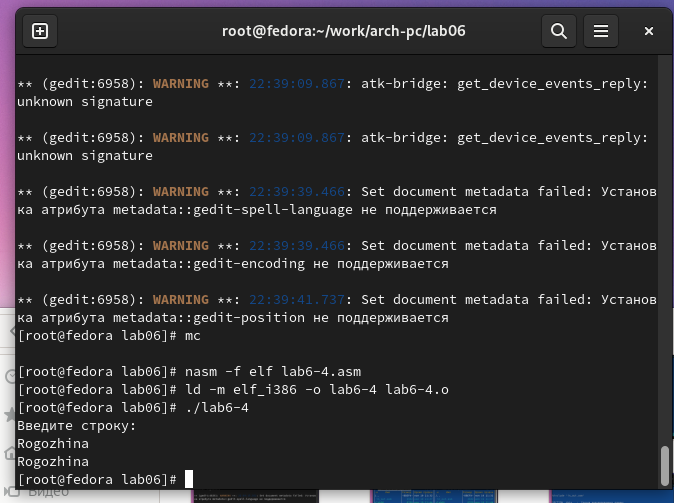 root@fedora:~/work/arch-pc/lab06
** (gedit:6958): WARNING **: 22:39:09.867: atk-bridge: get_device_events_reply:
unknown signature
** (gedit:6958): WARNING **: 22:39:09.867: atk-bridge: get_device_events_reply:
unknown signature
** (gedit:6958): WARNING **: 22:39:39.466: Set document metadata failed: Установ
ка атрибута metadata::gedit-spell-language не поддерживается
** (gedit:6958): WARNING **: 22:39:39.466: Set document metadata failed: Установ
ка атрибута metadata::gedit-encoding не поддерживается
** (gedit:6958): WARNING **: 22:39:41.737: Set document metadata failed: Установ
ка атрибута metadata::gedit-position не поддерживается
[root@fedora lab06]# mc
[root@fedora lab06]# nasm -f elf lab6-4.asm
[root@fedora lab06]# ld -m elf_i386 -o lab6-4 lab6-4.o
[root@fedora lab06]# ./lab6-4
Введите строку:
Rogozhina
Rogozhina
[root@fedora lab06]#
Видео